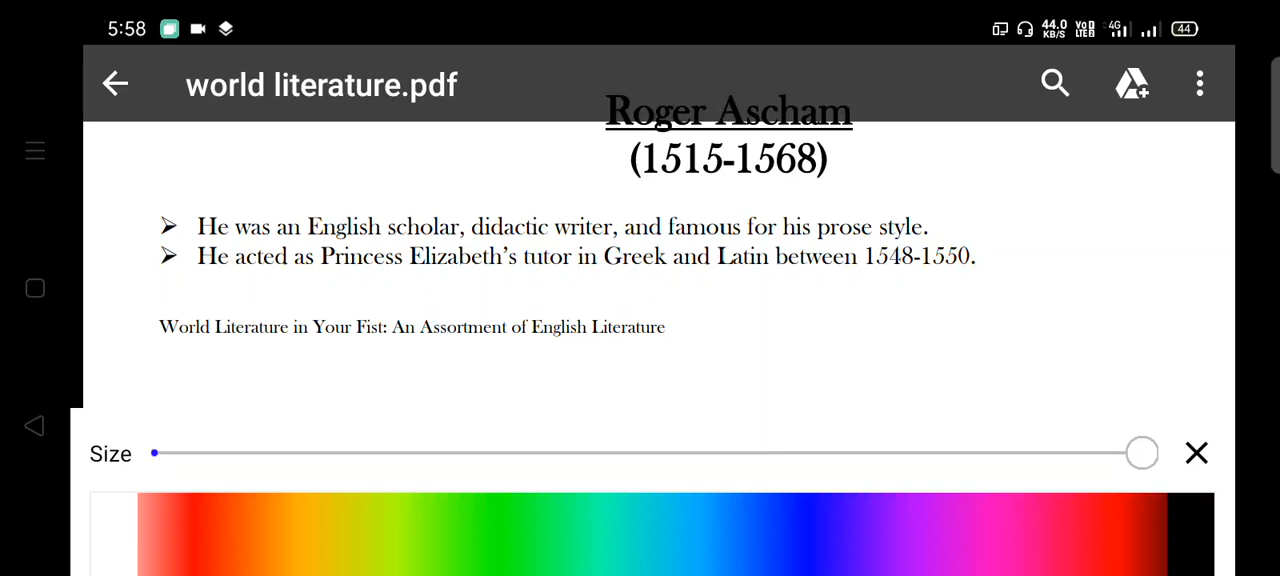 5:58
44.0 KB/S VoD LTE2 4G 44
world literature.pdf
Roger Ascham
(1515-1568)
➢ He was an English scholar, didactic writer, and famous for his prose style.
➢ He acted as Princess Elizabeth's tutor in Greek and Latin between 1548-1550.
World Literature in Your Fist: An Assortment of English Literature
Size